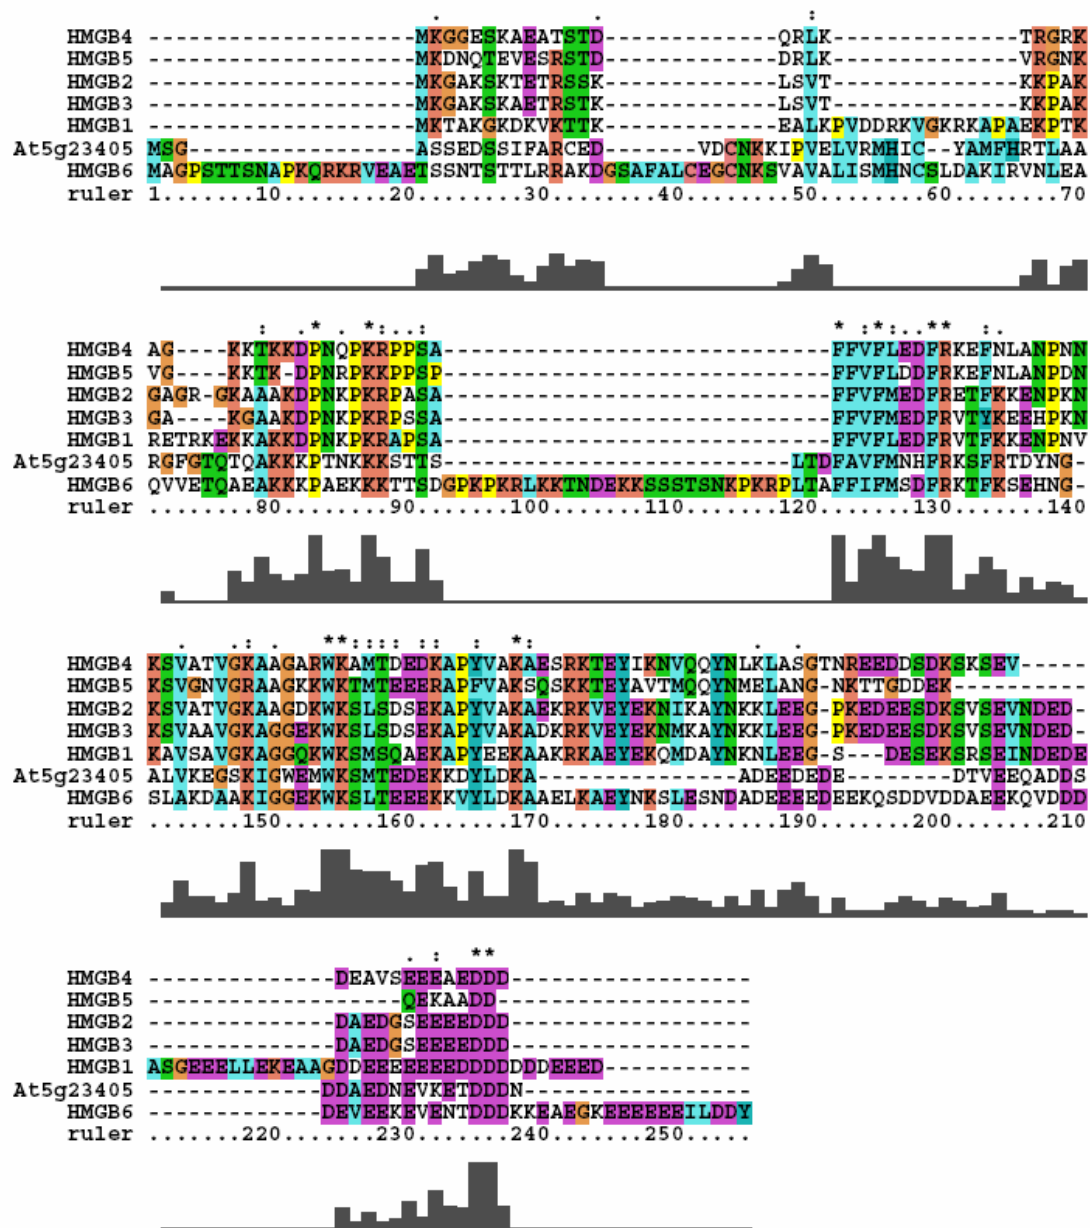 . . :
HMGB4 --------------------MKGGESKAEATSTD-------------QRLK--------------TRGRK
HMGB5 --------------------MKDNQTEVESRSTD-------------DRLK--------------VRGNK
HMGB2 --------------------MKGAKSKTETRSSK-------------LSVT--------------KKPAK
HMGB3 --------------------MKGAKSKAETRSTK-------------LSVT--------------KKPAK
HMGB1 --------------------MKTAKGKDKVKTTK-------------EALKPVDDRKVGKRKAPAEKPTK
At5g23405 MSG-----------------ASSEDSSIFARCED-------VDCNKKIPVELVRMHIC--YAMFHRTLAA
HMGB6 MAGPSTTSNAPKQRKRVEAETSSNTSTTLRRAKDGSAFALCEGCNKSVAVALISMHNCSLDAKIRVNLEA
ruler 1.......10........20........30........40........50........60........70
: .*. . *:..: * :*:..** :.
HMGB4 AG----KKTKKDPNQPKRPPSA-----------------------------FFVFLEDFRKEFNLANPNN
HMGB5 VG----KKTK-DPNRPKKPPSP-----------------------------FFVFLDDFRKEFNLANPDN
HMGB2 GAGR-GKAAAKDPNKPKRPASA-----------------------------FFVFMEDFRETFKKENPKN
HMGB3 GA----KGAAKDPNKPKRPSSA-----------------------------FFVFMEDFRVTYKEEHPKN
HMGB1 RETRKEKKAKKDPNKPKRAPSA-----------------------------FFVFMEDFRVTFKKENPNV
At5g23405 RGFGTQTQAKKKPTNKKKSTTS--------------------------LTDFAVFMNHFRKSFRTDYNG-
HMGB6 QVVETQAEAKKKPAEKKKTTSDGPKPKRLKKTNDEKKSSSTSNKPKRPLTAFFIFMSDFRKTFKSEHNG-
ruler ........80........90.......100.......110.......120.......130.......140
. .: . **:::: :: . *: . .
HMGB4 KSVATVGKAAGARWKAMTDEDKAPYVAKAESRKTEYIKNVQQYNLKLASGTNREEDDSDKSKSEV-----
HMGB5 KSVGNVGRAAGKKWKTMTEEERAPFVAKSQSKKTEYAVTMQQYNMELANG-NKTTGDDEK----------
HMGB2 KSVATVGKAAGDKWKSLSDSEKAPYVAKAEKRKVEYEKNIKAYNKKLEEG-PKEDEESDKSVSEVNDED-
HMGB3 KSVAAVGKAGGEKWKSLSDSEKAPYVAKADKRKVEYEKNMKAYNKKLEEG-PKEDEESDKSVSEVNDED-
HMGB1 KAVSAVGKAGGQKWKSMSQAEKAPYEEKAAKRKAEYEKQMDAYNKNLEEG-S---DESEKSRSEINDEDE
At5g23405 ALVKEGSKIGWEMWKSMTEDEKKDYLDKA---------------ADEEDEDE--------DTVEEQADDS
HMGB6 SLAKDAAKIGGEKWKSLTEEEKKVYLDKAAELKAEYNKSLESNDADEEEEDEEKQSDDVDDAEEKQVDDD
ruler ........150.......160.......170.......180.......190.......200.......210
. : **
HMGB4 --------------DEAVSEEEAEDDD------------------
HMGB5 -------------------QEKAADD-------------------
HMGB2 --------------DAEDGSEEEEDDD------------------
HMGB3 --------------DAEDGSEEEEDDD------------------
HMGB1 ASGEEELLEKEAAGDDEEEEEEEEDDDDDDEEED-----------
At5g23405 -------------DDAEDNEVKETDDDN-----------------
HMGB6 -------------DEVEEKEVENTDDDKKEAEGKEEEEEEILDDY
ruler .......220.......230.......240.......250......